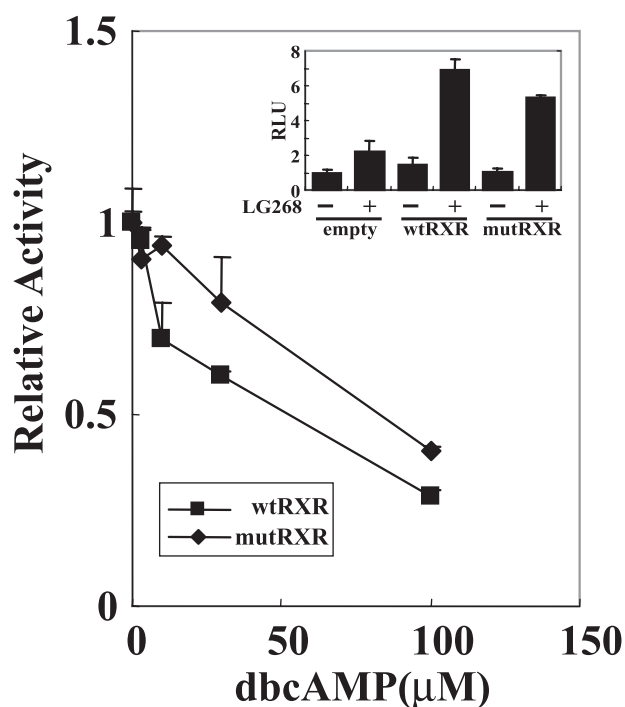 1.5
8
6
4
2
0
RLU
LG268 − + − + − +
empty wtRXR mutRXR
1
Relative Activity
0.5
wtRXR
mutRXR
0
0 50 100 150
dbcAMP(μM)